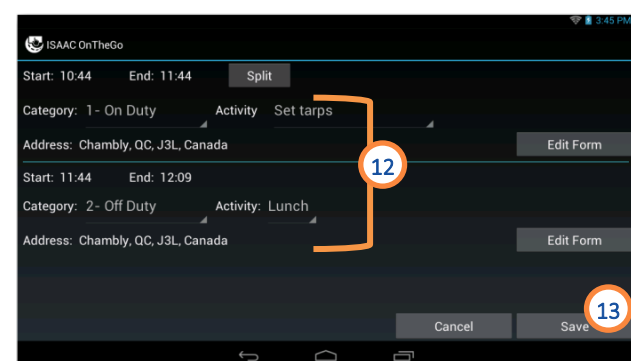 3:45 PM
ISAAC OnTheGo
Start: 10:44 End: 11:44 Split
Category: 1- On Duty Activity Set tarps
Address: Chambly, QC, J3L, Canada Edit Form
12
Start: 11:44 End: 12:09
Category: 2- Off Duty Activity: Lunch
Address: Chambly, QC, J3L, Canada Edit Form
13
Cancel Save